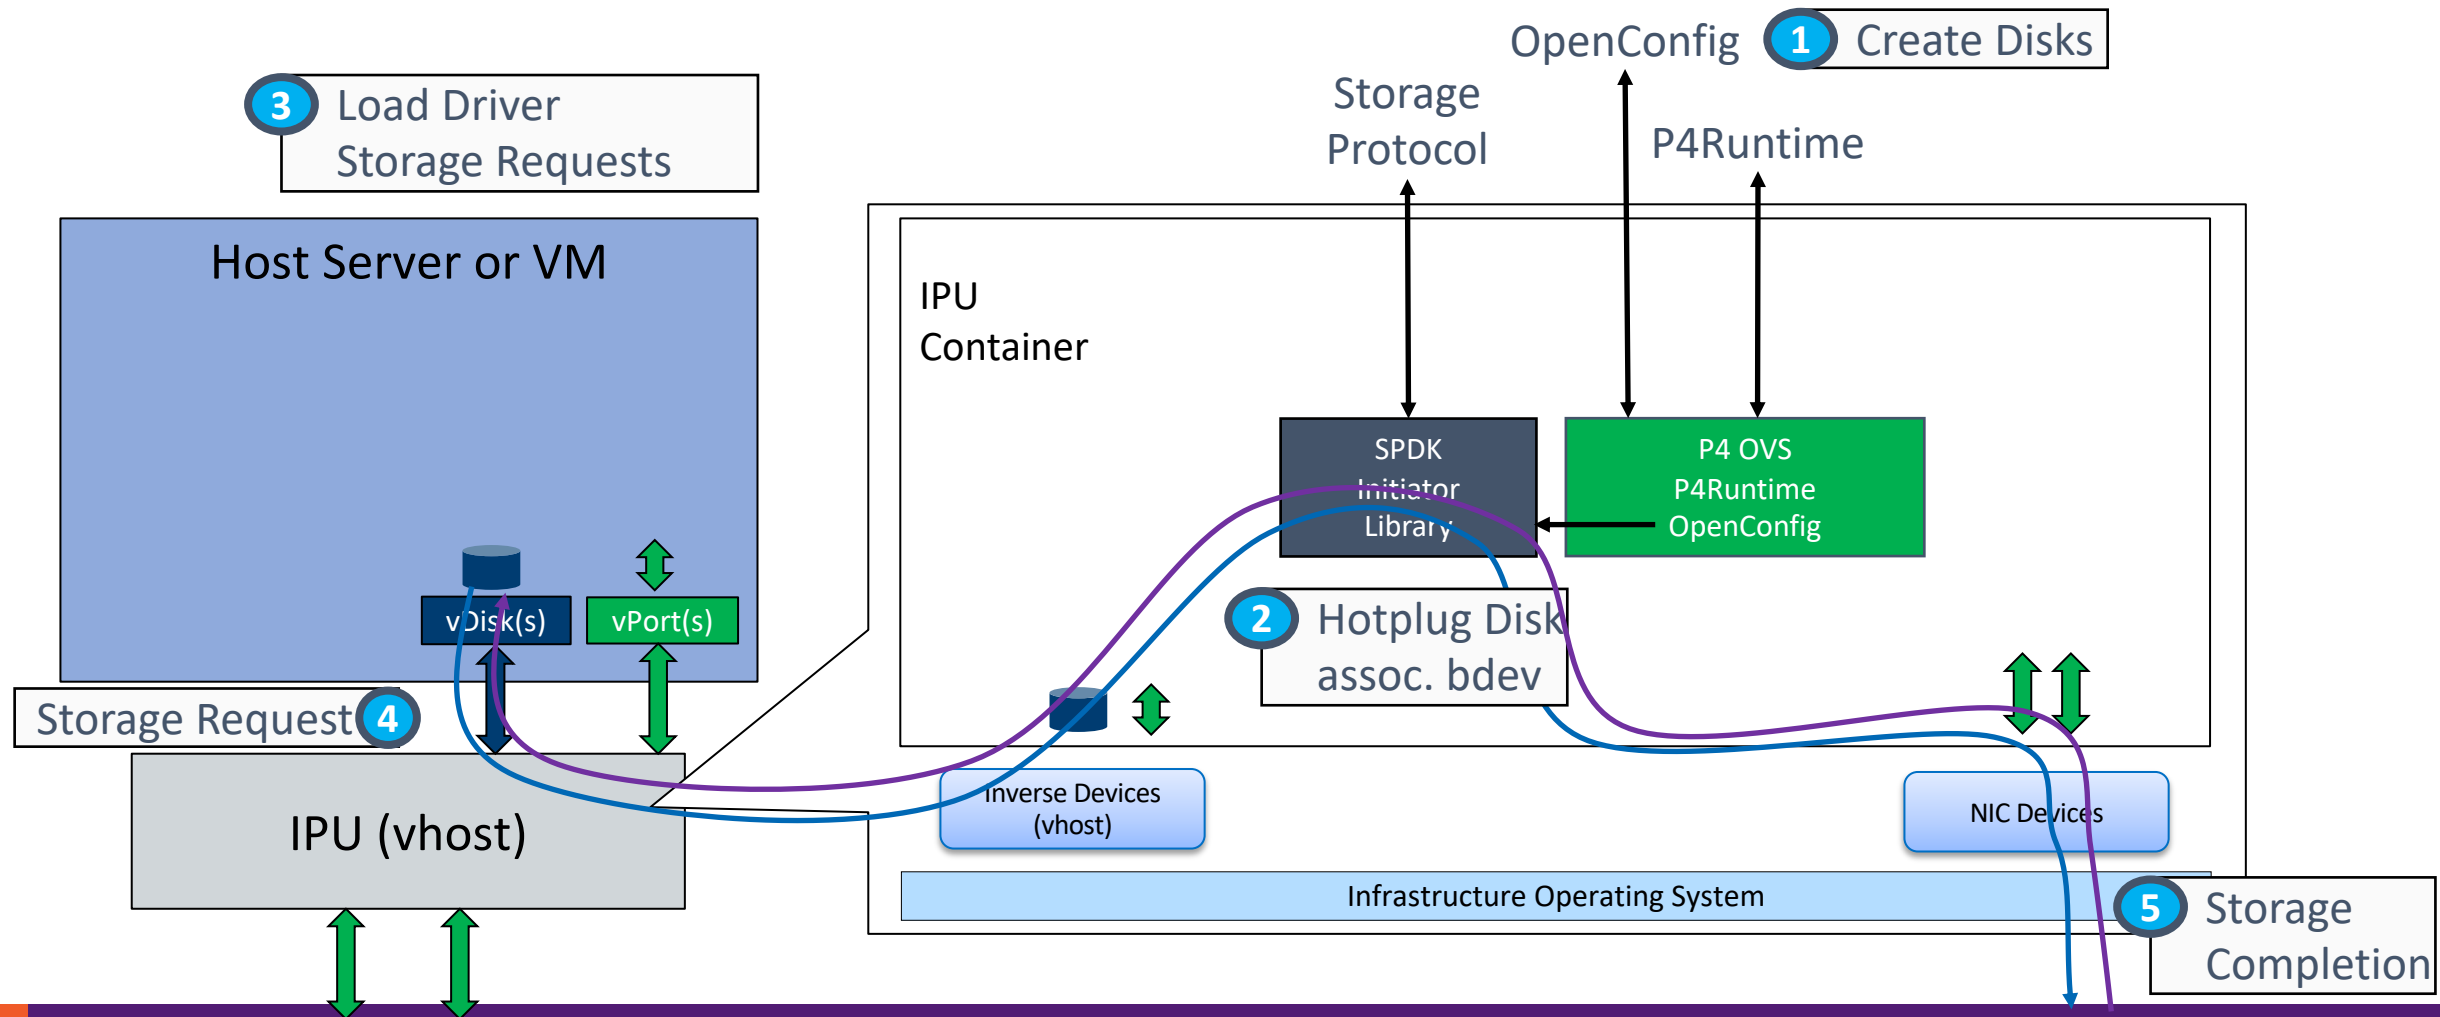 OpenConfig
1 Create Disks
3 Load Driver
Storage Requests
Storage
Protocol
P4Runtime
Host Server or VM
IPU
Container
SPDK
Initiator
Library
P4 OVS
P4Runtime
OpenConfig
vDisk(s)
vPort(s)
2 Hotplug Disk
assoc. bdev
Storage Request 4
IPU (vhost)
Inverse Devices
(vhost)
NIC Devices
Infrastructure Operating System
5 Storage
Completion